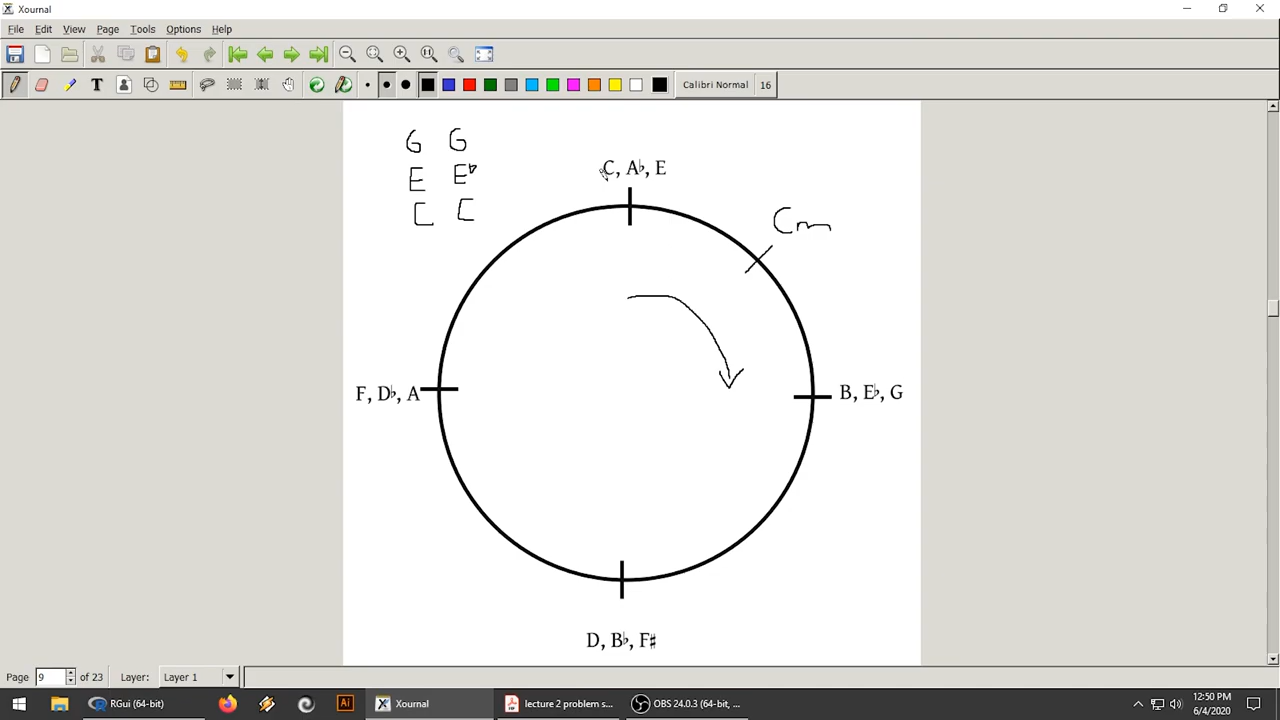 Xournal
File Edit View Page Tools Options Help
Calibri Normal 16
G G
E E♭
C C
C, A♭, E
Cm
F, D♭, A
B, E♭, G
D, B♭, F♯
Page 9 of 23 Layer: Layer 1
RGui (64-bit) Ai Xournal lecture 2 problem s... OBS 24.0.3 (64-bit, ...
12:50 PM
6/4/2020